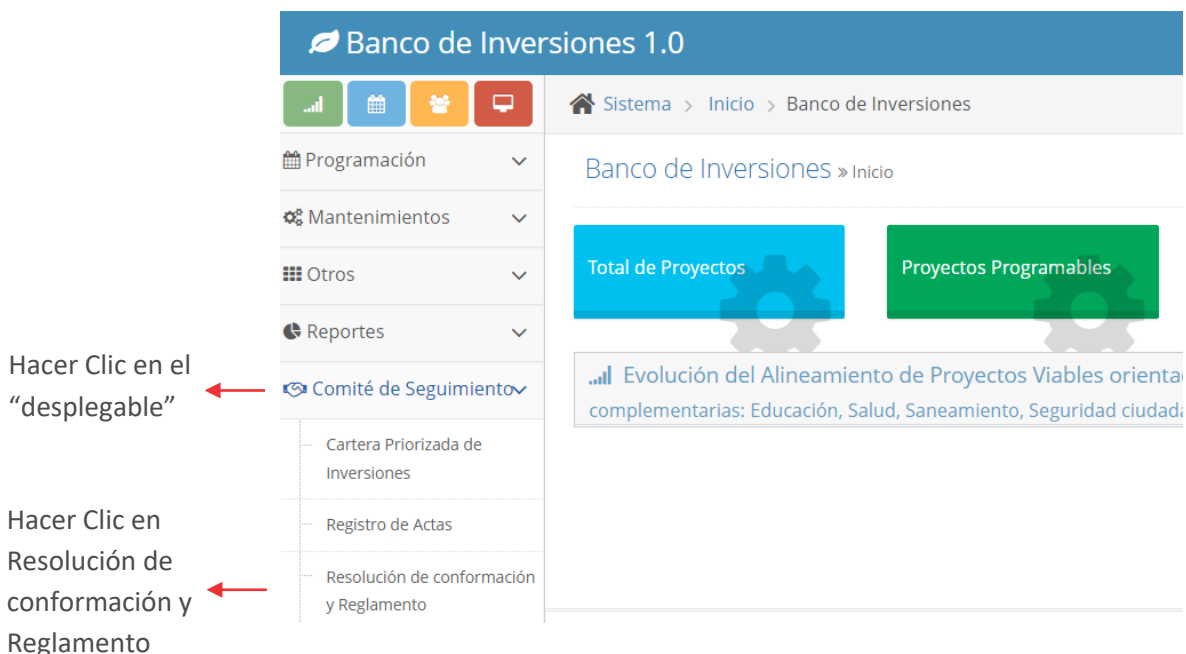 Banco de Inversiones 1.0
Sistema > Inicio > Banco de Inversiones
Programación
Banco de Inversiones » Inicio
Mantenimientos
Otros
Total de Proyectos
Proyectos Programables
Reportes
Hacer Clic en el
“desplegable”
Comité de Seguimiento
Evolución del Alineamiento de Proyectos Viables orienta
complementarias: Educación, Salud, Saneamiento, Seguridad ciudad
Cartera Priorizada de
Inversiones
Registro de Actas
Hacer Clic en
Resolución de
conformación y
Reglamento
Resolución de conformación
y Reglamento